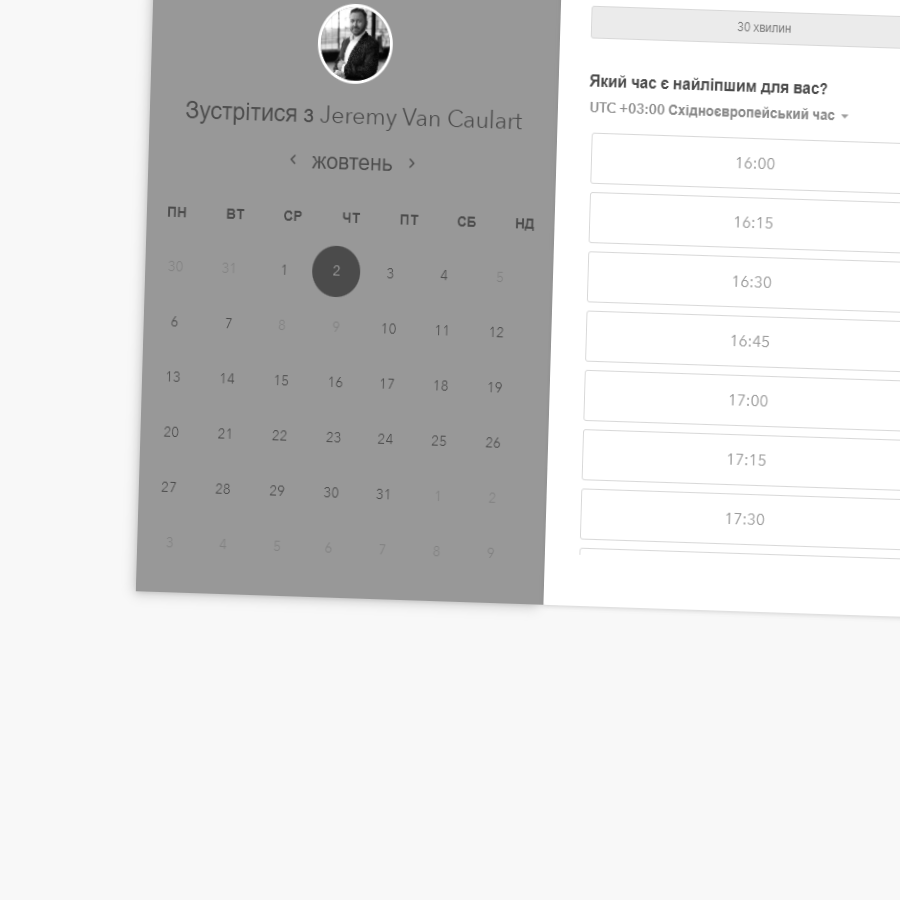 Зустрітися з Jeremy Van Caulart
‹ жовтень ›
ПН ВТ СР ЧТ ПТ СБ НД
30 31 1 2 3 4 5
6 7 8 9 10 11 12
13 14 15 16 17 18 19
20 21 22 23 24 25 26
27 28 29 30 31 1 2
3 4 5 6 7 8 9
30 хвилин
Який час є найліпшим для вас?
UTC +03:00 Східноєвропейський час
16:00
16:15
16:30
16:45
17:00
17:15
17:30